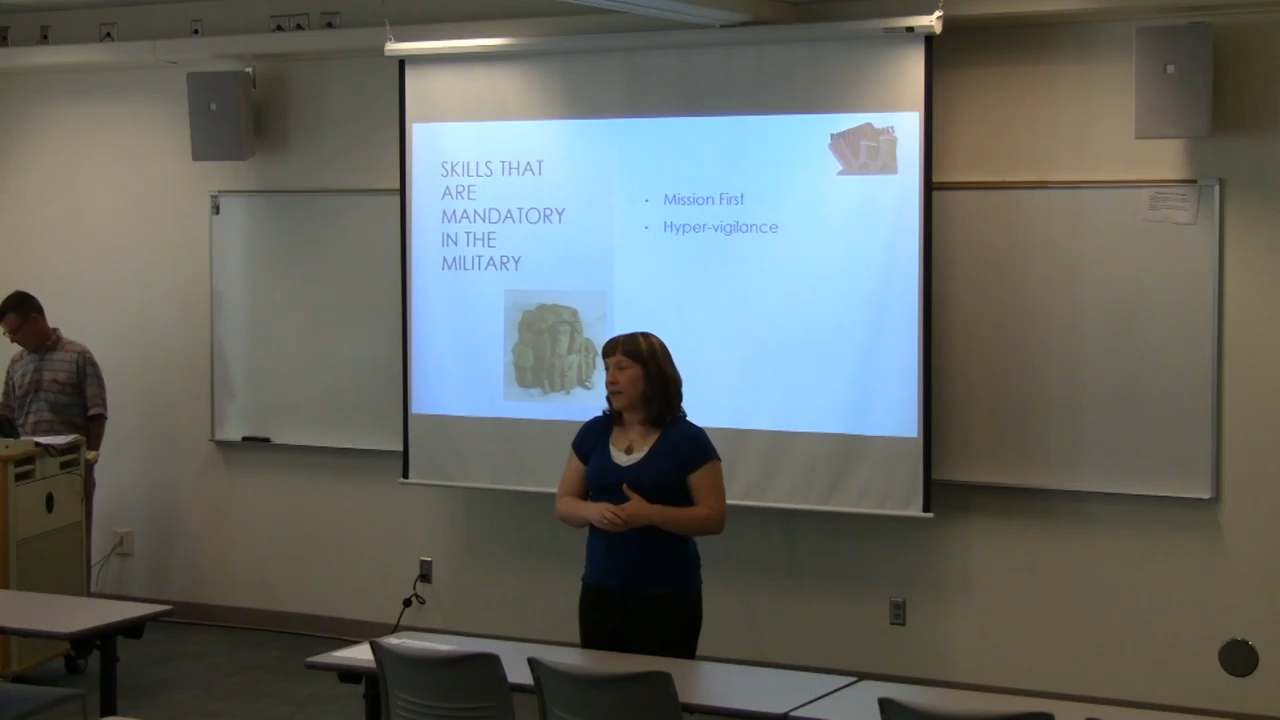 SKILLS THAT
ARE
MANDATORY
IN THE
MILITARY
· Mission First
· Hyper-vigilance